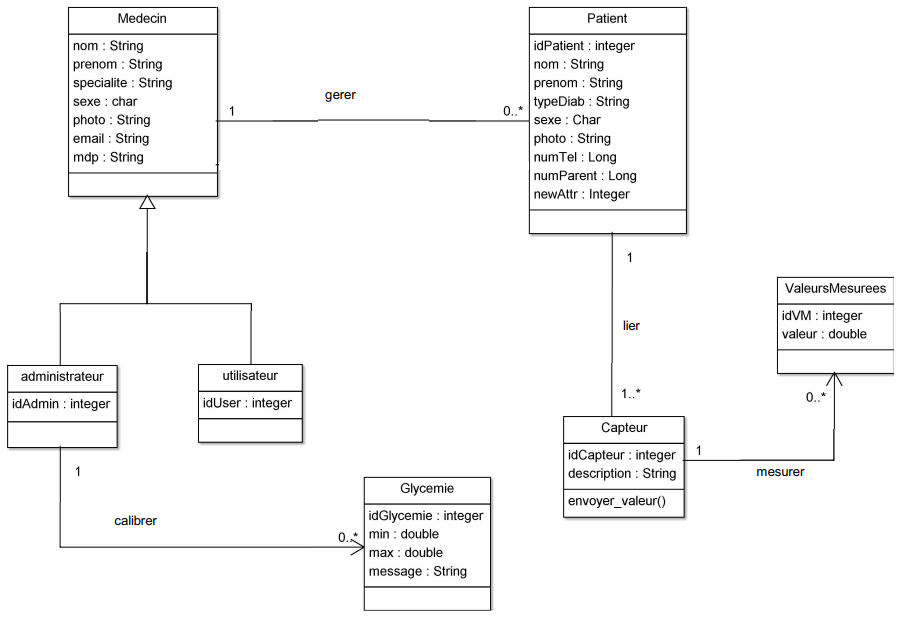 Medecin
nom : String
prenom : String
specialite : String
sexe : char
photo : String
email : String
mdp : String
1
gerer
0..*
Patient
idPatient : integer
nom : String
prenom : String
typeDiab : String
sexe : Char
photo : String
numTel : Long
numParent : Long
newAttr : Integer
1
lier
1..*
ValeursMesurees
idVM : integer
valeur : double
0..*
administrateur
idAdmin : integer
utilisateur
idUser : integer
Capteur
idCapteur : integer
description : String
envoyer_valeur()
1
mesurer
1
calibrer
0..*
Glycemie
idGlycemie : integer
min : double
max : double
message : String